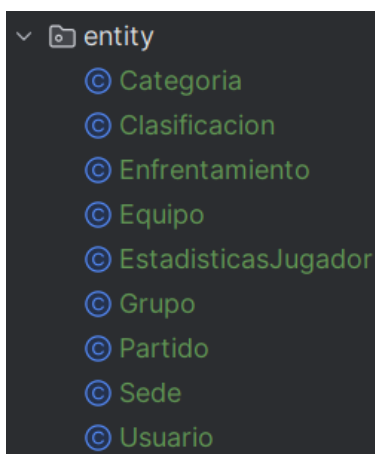 entity
Categoria
Clasificacion
Enfrentamiento
Equipo
EstadisticasJugador
Grupo
Partido
Sede
Usuario